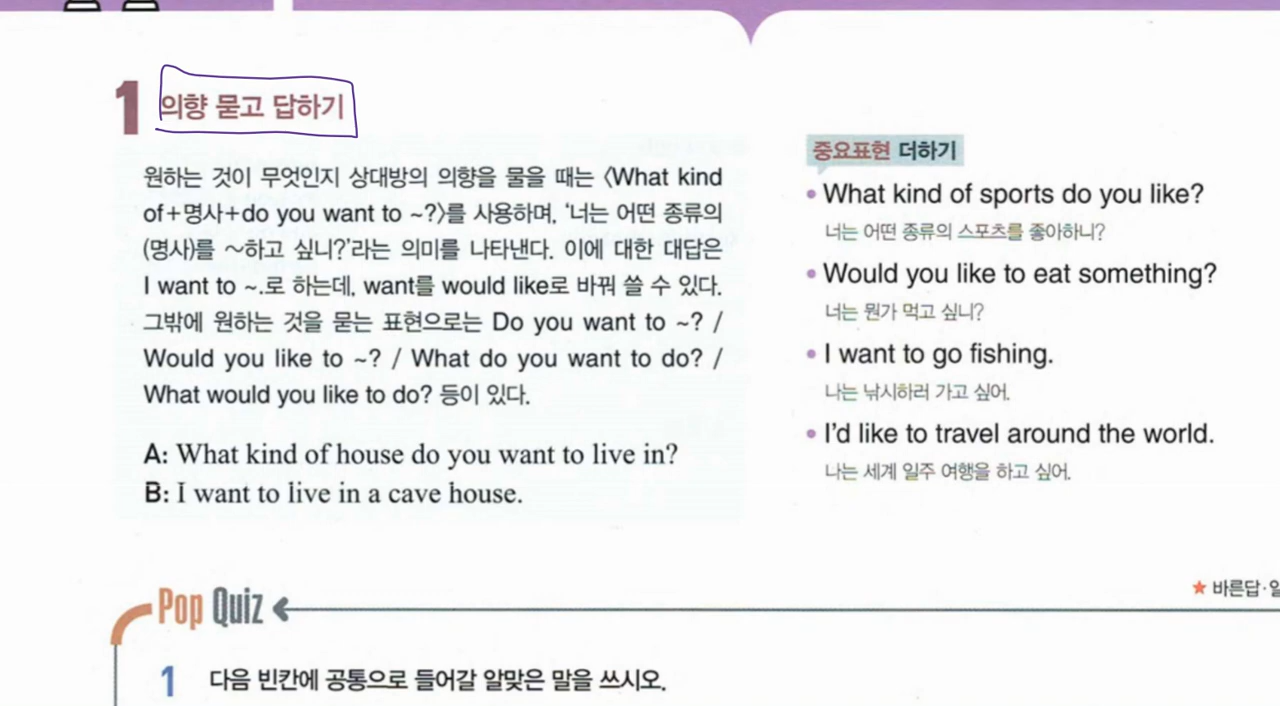 1 의향 묻고 답하기
원하는 것이 무엇인지 상대방의 의향을 물을 때는 〈What kind
of+명사+do you want to ~?〉를 사용하며, ‘너는 어떤 종류의
(명사)를 ～하고 싶니?’라는 의미를 나타낸다. 이에 대한 대답은
I want to ~.로 하는데, want를 would like로 바꿔 쓸 수 있다.
그밖에 원하는 것을 묻는 표현으로는 Do you want to ~? /
Would you like to ~? / What do you want to do? /
What would you like to do? 등이 있다.
A: What kind of house do you want to live in?
B: I want to live in a cave house.
중요표현 더하기
• What kind of sports do you like?
너는 어떤 종류의 스포츠를 좋아하니?
• Would you like to eat something?
너는 뭔가 먹고 싶니?
• I want to go fishing.
나는 낚시하러 가고 싶어.
• I’d like to travel around the world.
나는 세계 일주 여행을 하고 싶어.
★ 바른답·
Pop Quiz
1 다음 빈칸에 공통으로 들어갈 알맞은 말을 쓰시오.